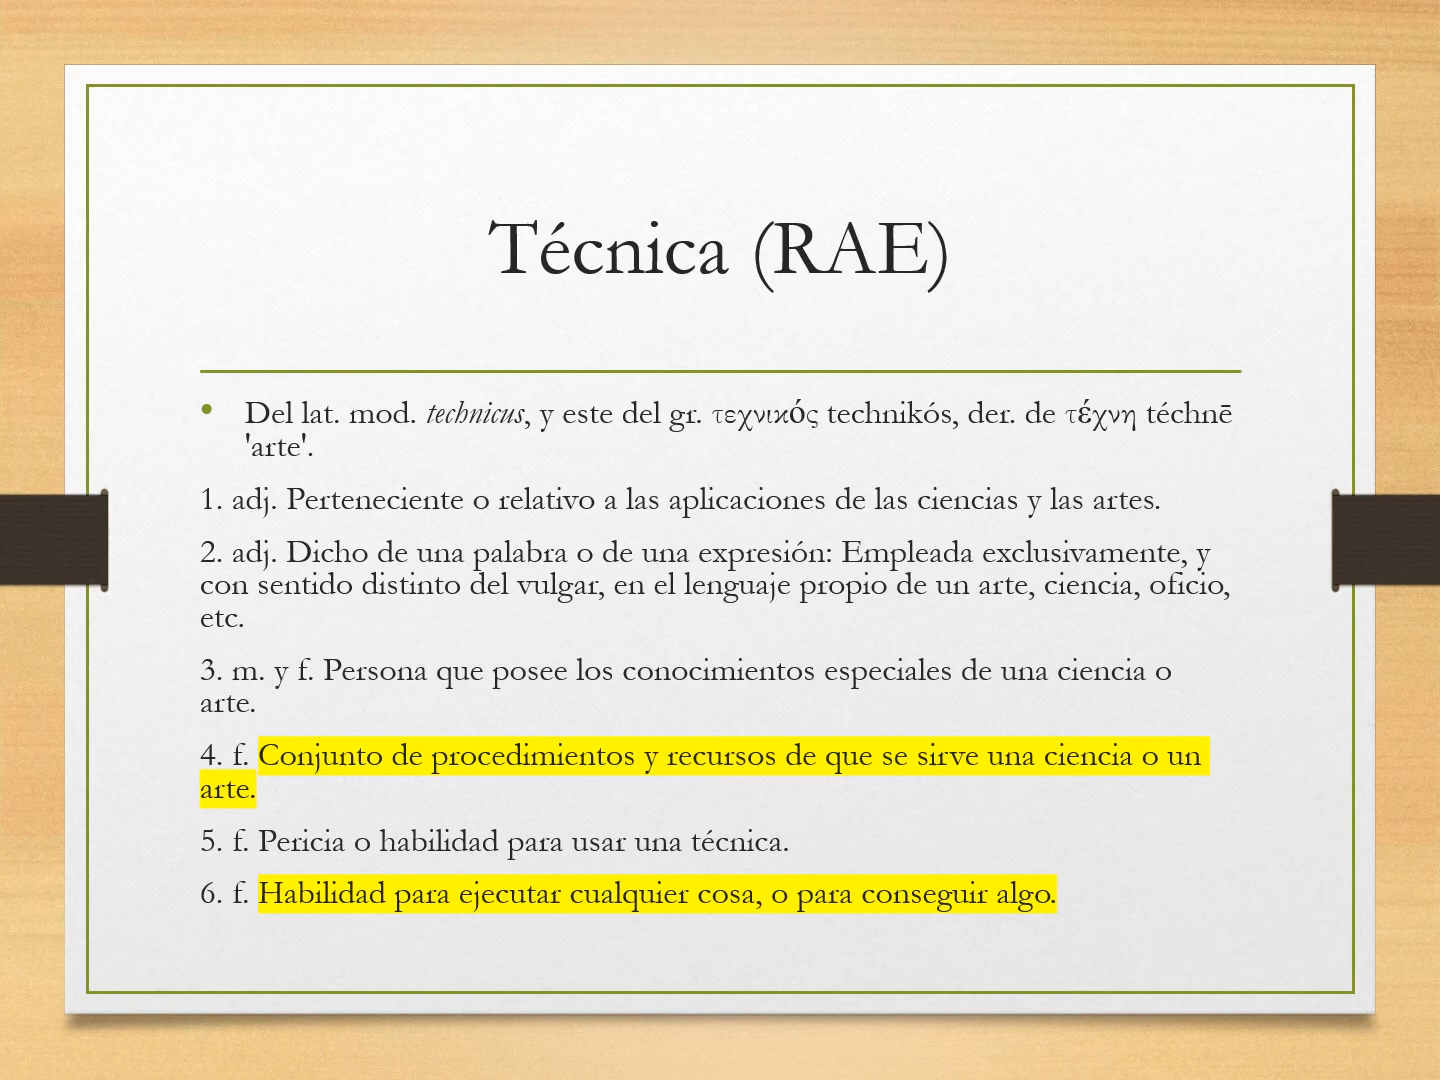 Técnica (RAE)
• Del lat. mod. technicus, y este del gr. τεχνικός technikós, der. de τέχνη téchnē
'arte'.
1. adj. Perteneciente o relativo a las aplicaciones de las ciencias y las artes.
2. adj. Dicho de una palabra o de una expresión: Empleada exclusivamente, y
con sentido distinto del vulgar, en el lenguaje propio de un arte, ciencia, oficio,
etc.
3. m. y f. Persona que posee los conocimientos especiales de una ciencia o
arte.
4. f. Conjunto de procedimientos y recursos de que se sirve una ciencia o un
arte.
5. f. Pericia o habilidad para usar una técnica.
6. f. Habilidad para ejecutar cualquier cosa, o para conseguir algo.